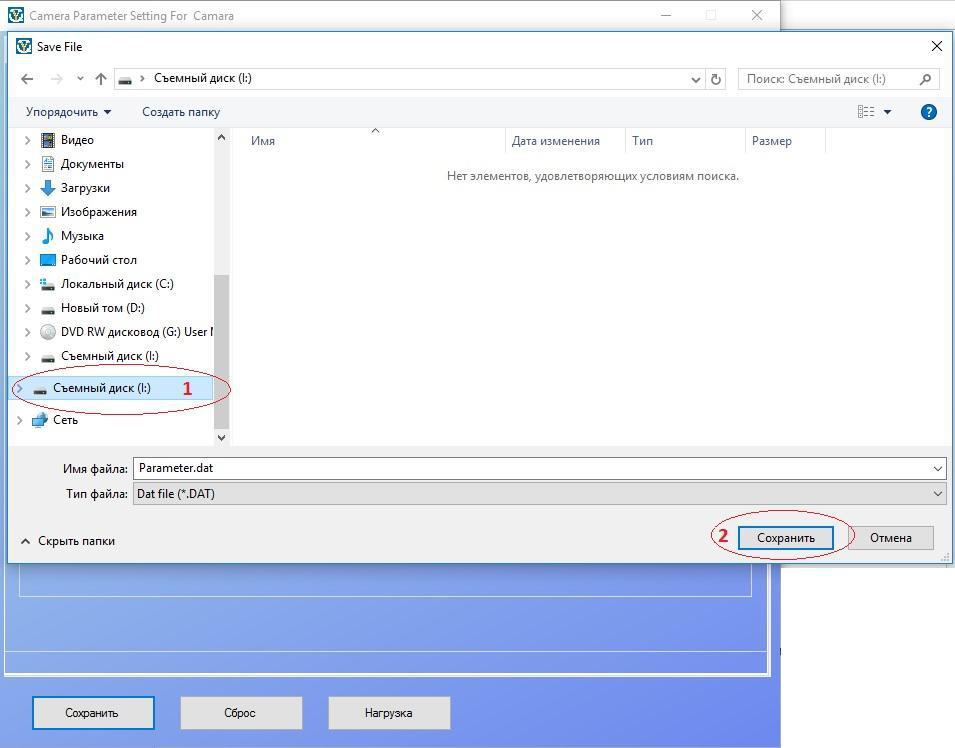 Camera Parameter Setting For Camara
Save File
Съемный диск (I:)
Поиск: Съемный диск (I:)
Упорядочить
Создать папку
Имя
Дата изменения
Тип
Размер
Нет элементов, удовлетворяющих условиям поиска.
Видео
Документы
Загрузки
Изображения
Музыка
Рабочий стол
Локальный диск (C:)
Новый том (D:)
DVD RW дисковод (G:) User
Съемный диск (I:)
Съемный диск (I:) 1
Сеть
Имя файла: Parameter.dat
Тип файла: Dat file (*.DAT)
Скрыть папки
2 Сохранить
Отмена
Сохранить
Сброс
Нагрузка